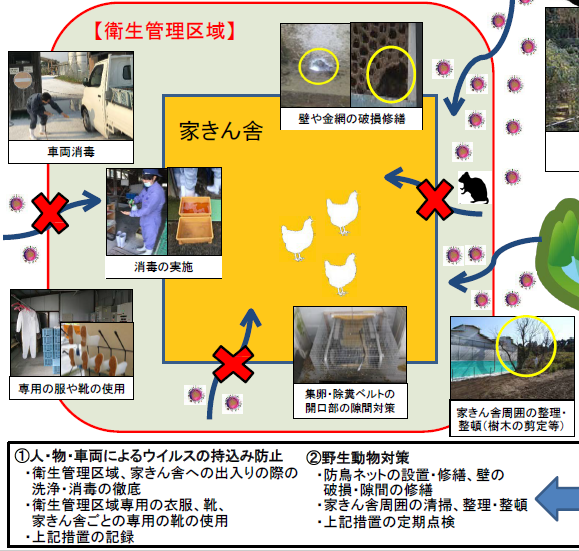 【衛生管理区域】
壁や金網の破損修繕
家きん舎
車両消毒
消毒の実施
専用の服や靴の使用
集卵・除糞ベルトの
開口部の隙間対策
家きん舎周囲の整理・
整頓(樹木の剪定等)
①人・物・車両によるウイルスの持込み防止
・衛生管理区域、家きん舎への出入りの際の
洗浄・消毒の徹底
・衛生管理区域専用の衣服、靴、
家きん舎ごとの専用の靴の使用
・上記措置の記録
②野生動物対策
・防鳥ネットの設置・修繕、壁の
破損・隙間の修繕
・家きん舎周囲の清掃、整理・整頓
・上記措置の定期点検